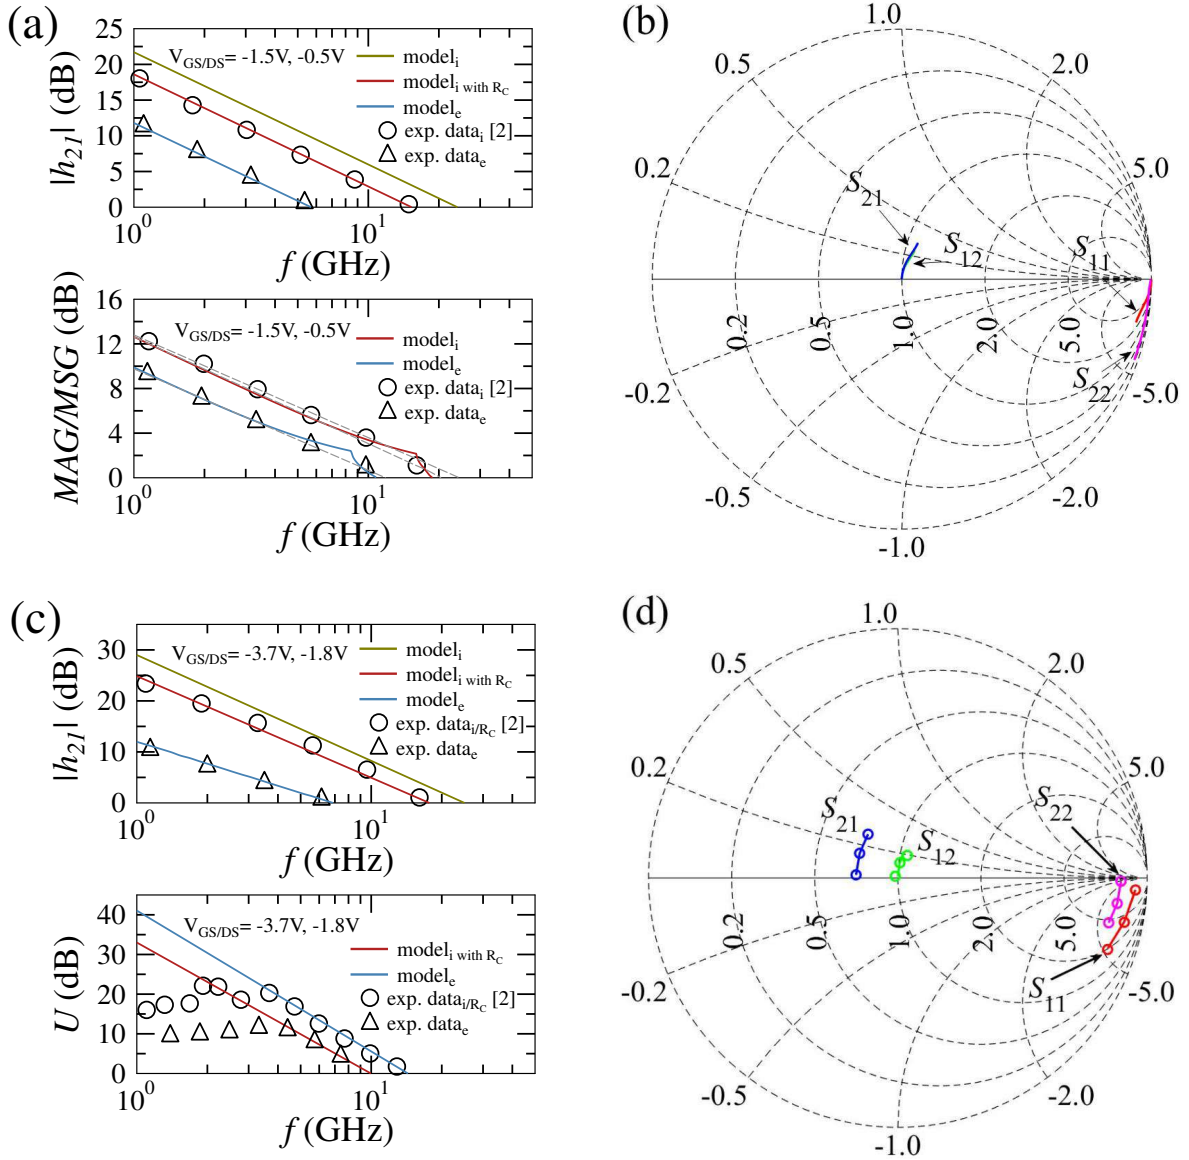 (a)
25
20
15
10
5
0
|h21| (dB)
VGS/DS= -1.5V, -0.5V
modeli
modeli with RC
modele
exp. datai [2]
exp. datae
10^0
10^1
f (GHz)
16
12
8
4
0
MAG/MSG (dB)
VGS/DS= -1.5V, -0.5V
modeli
modele
exp. datai [2]
exp. datae
10^0
10^1
f (GHz)
(b)
1.0
0.5
2.0
0.2
5.0
S21
S12
S11
0.2
0.5
1.0
2.0
5.0
S22
-0.2
-5.0
-0.5
-2.0
-1.0
(c)
30
20
10
0
|h21| (dB)
VGS/DS= -3.7V, -1.8V
modeli
modeli with RC
modele
exp. datai/RC [2]
exp. datae
10^0
10^1
f (GHz)
40
30
20
10
0
U (dB)
VGS/DS= -3.7V, -1.8V
modeli with RC
modele
exp. datai/RC [2]
exp. datae
10^0
10^1
f (GHz)
(d)
1.0
0.5
2.0
0.2
5.0
S21
S12
S22
0.2
0.5
1.0
2.0
5.0
S11
-0.2
-5.0
-0.5
-2.0
-1.0